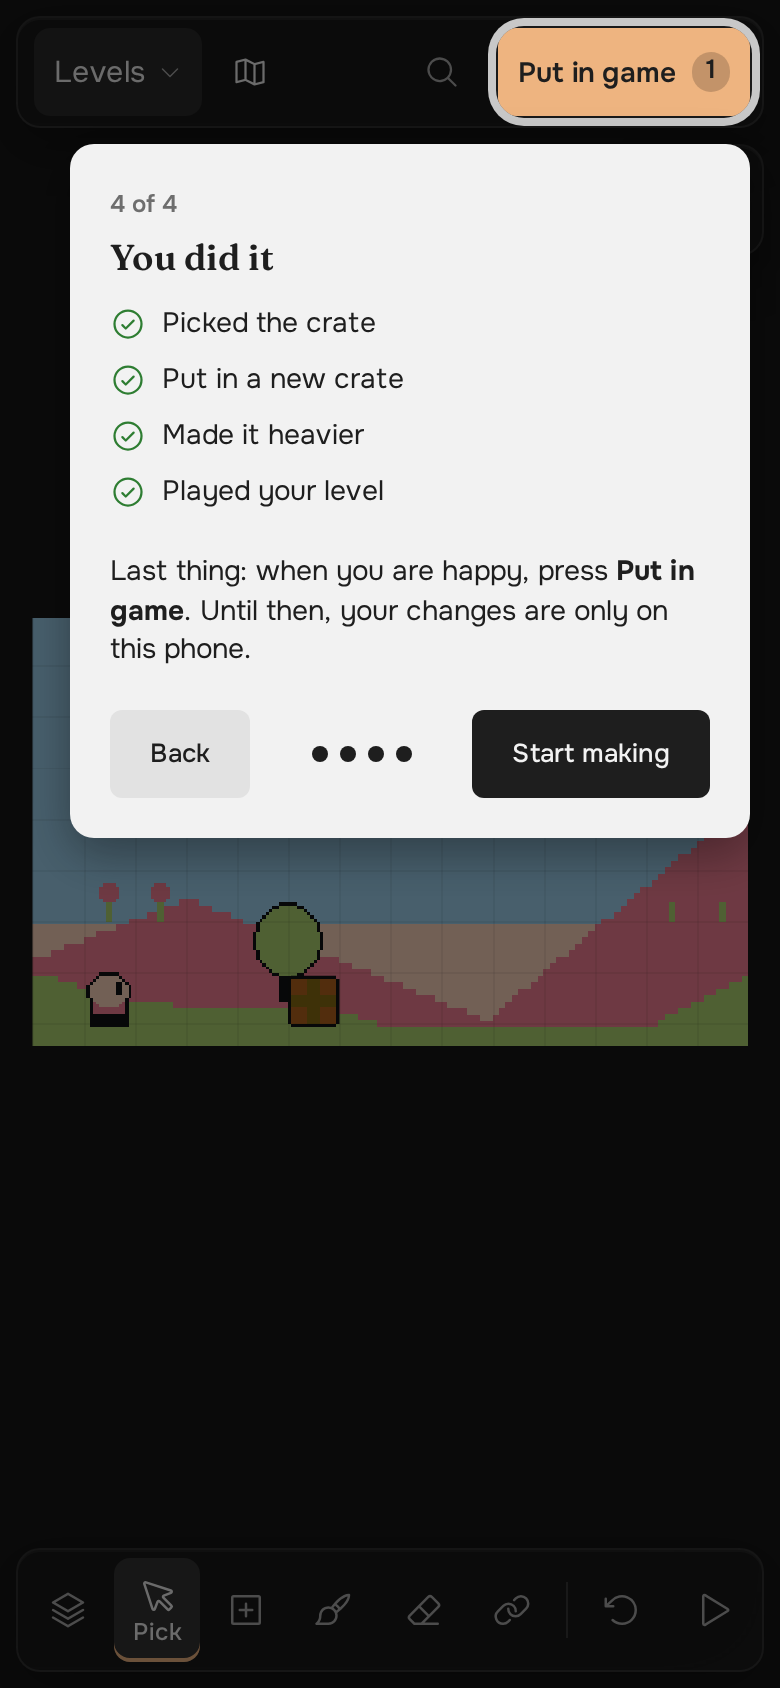 Levels
Put in game 1
4 of 4
You did it
Picked the crate
Put in a new crate
Made it heavier
Played your level
Last thing: when you are happy, press Put in
game. Until then, your changes are only on
this phone.
Back
Start making
Pick